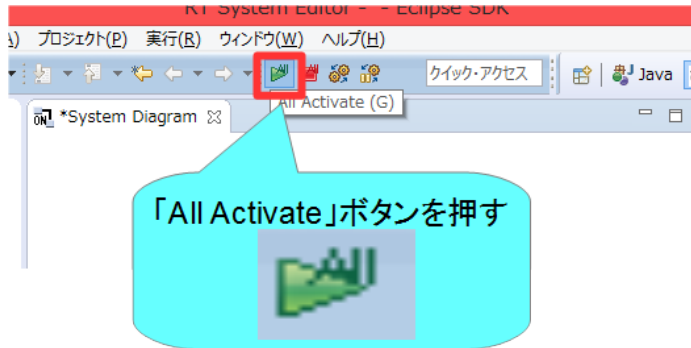 RT System Editor - - Eclipse SDK
) プロジェクト(P) 実行(R) ウィンドウ(W) ヘルプ(H)
クイック・アクセス Java
*System Diagram
All Activate (G)
「All Activate」ボタンを押す
All